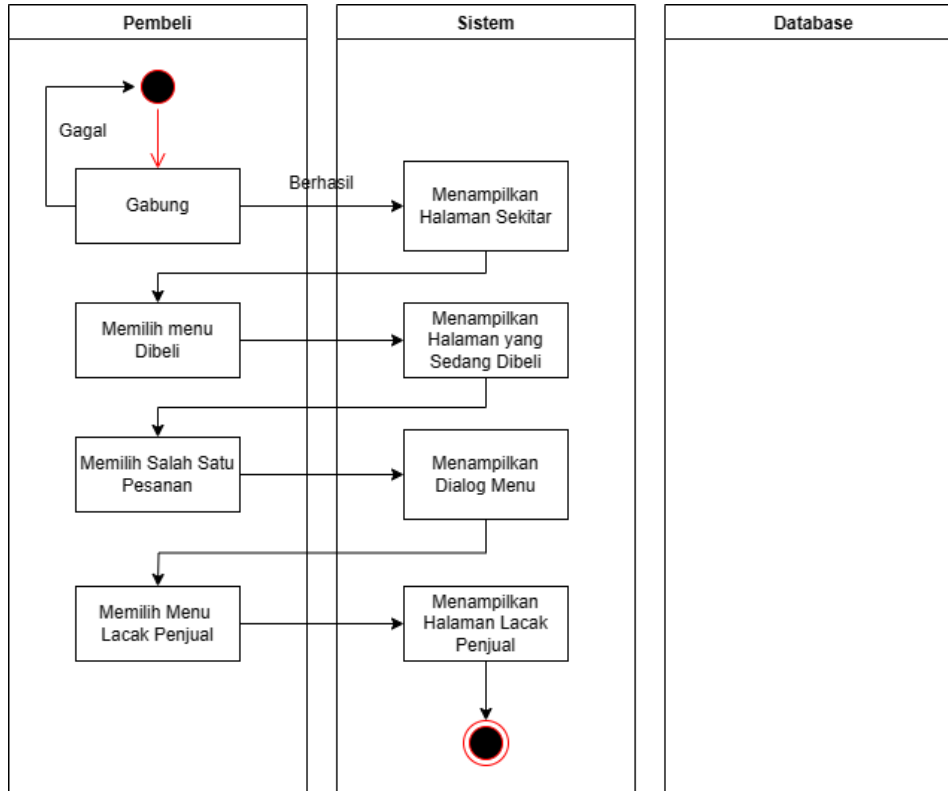 Pembeli
Sistem
Database
Gagal
Gabung
Berhasil
Menampilkan
Halaman Sekitar
Memilih menu
Dibeli
Menampilkan
Halaman yang
Sedang Dibeli
Memilih Salah Satu
Pesanan
Menampilkan
Dialog Menu
Memilih Menu
Lacak Penjual
Menampilkan
Halaman Lacak
Penjual